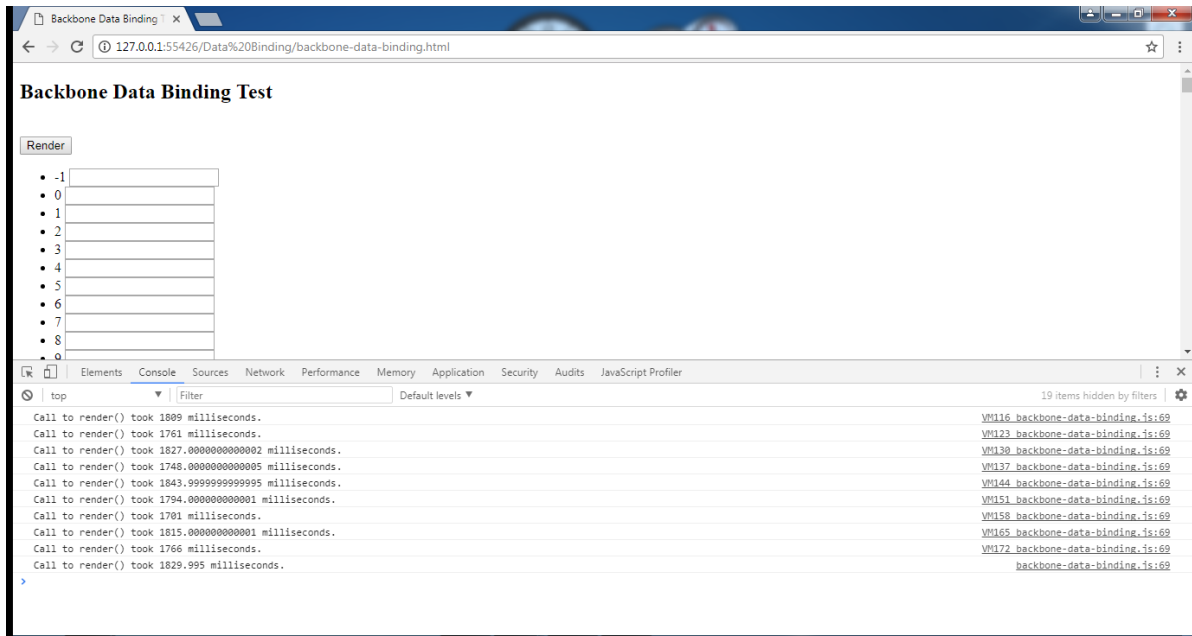 Backbone Data Binding T
127.0.0.1:55426/Data%20Binding/backbone-data-binding.html
Backbone Data Binding Test
Render
-1
0
1
2
3
4
5
6
7
8
9
Elements Console Sources Network Performance Memory Application Security Audits JavaScript Profiler
top Filter Default levels 19 items hidden by filters
Call to render() took 1809 milliseconds. VM116 backbone-data-binding.js:69
Call to render() took 1761 milliseconds. VM123 backbone-data-binding.js:69
Call to render() took 1827.0000000000002 milliseconds. VM130 backbone-data-binding.js:69
Call to render() took 1748.0000000000005 milliseconds. VM137 backbone-data-binding.js:69
Call to render() took 1843.9999999999995 milliseconds. VM144 backbone-data-binding.js:69
Call to render() took 1794.000000000001 milliseconds. VM151 backbone-data-binding.js:69
Call to render() took 1701 milliseconds. VM158 backbone-data-binding.js:69
Call to render() took 1815.000000000001 milliseconds. VM165 backbone-data-binding.js:69
Call to render() took 1766 milliseconds. VM172 backbone-data-binding.js:69
Call to render() took 1829.995 milliseconds. backbone-data-binding.js:69